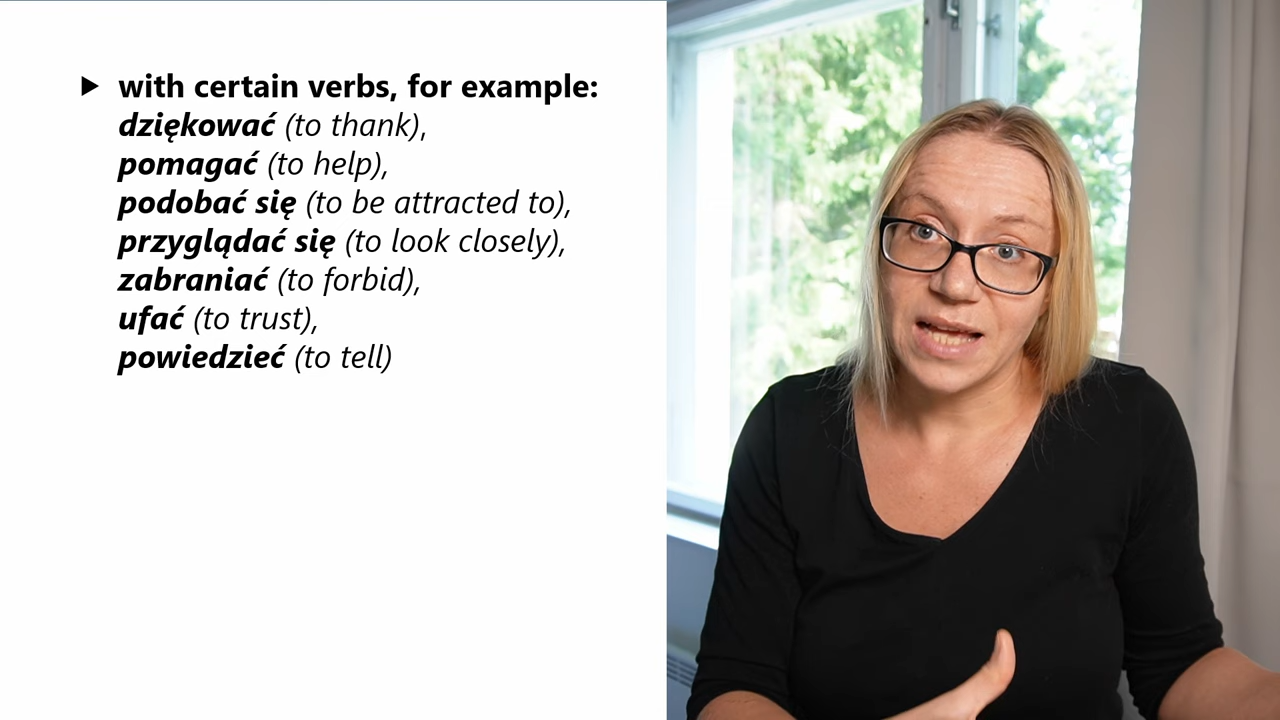 ▶ with certain verbs, for example:
dziękować (to thank),
pomagać (to help),
podobać się (to be attracted to),
przyglądać się (to look closely),
zabraniać (to forbid),
ufać (to trust),
powiedzieć (to tell)